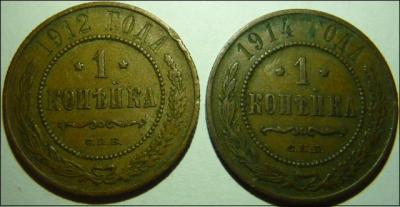 1912 ГОДА
* 1 *
КОПѢЙКА
С.П.Б.
1914 ГОДА
* 1 *
КОПѢЙКА
С.П.Б.